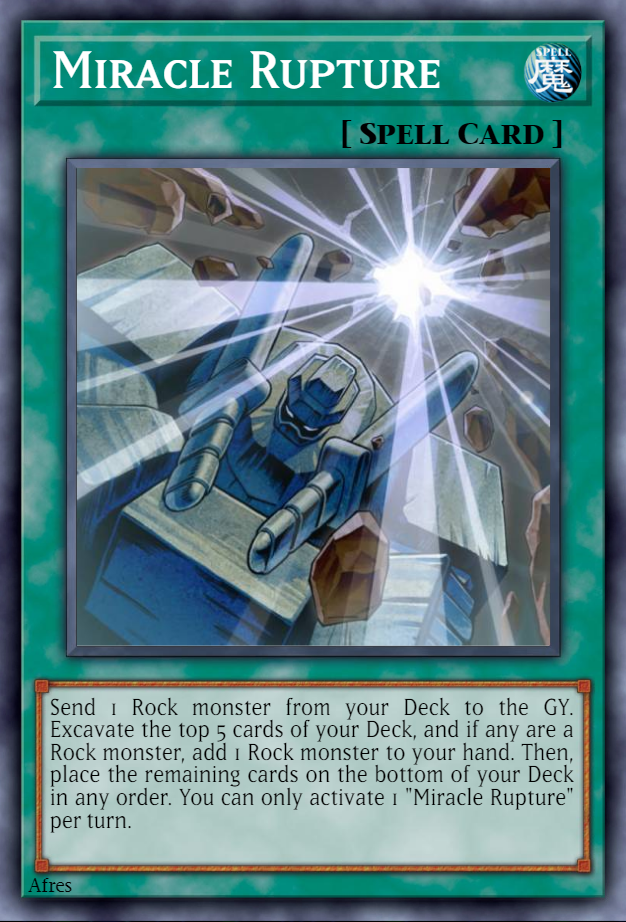 Miracle Rupture
SPELL
魔
[ Spell Card ]
Send 1 Rock monster from your Deck to the GY.
Excavate the top 5 cards of your Deck, and if any are a
Rock monster, add 1 Rock monster to your hand. Then,
place the remaining cards on the bottom of your Deck
in any order. You can only activate 1 "Miracle Rupture"
per turn.
Afres